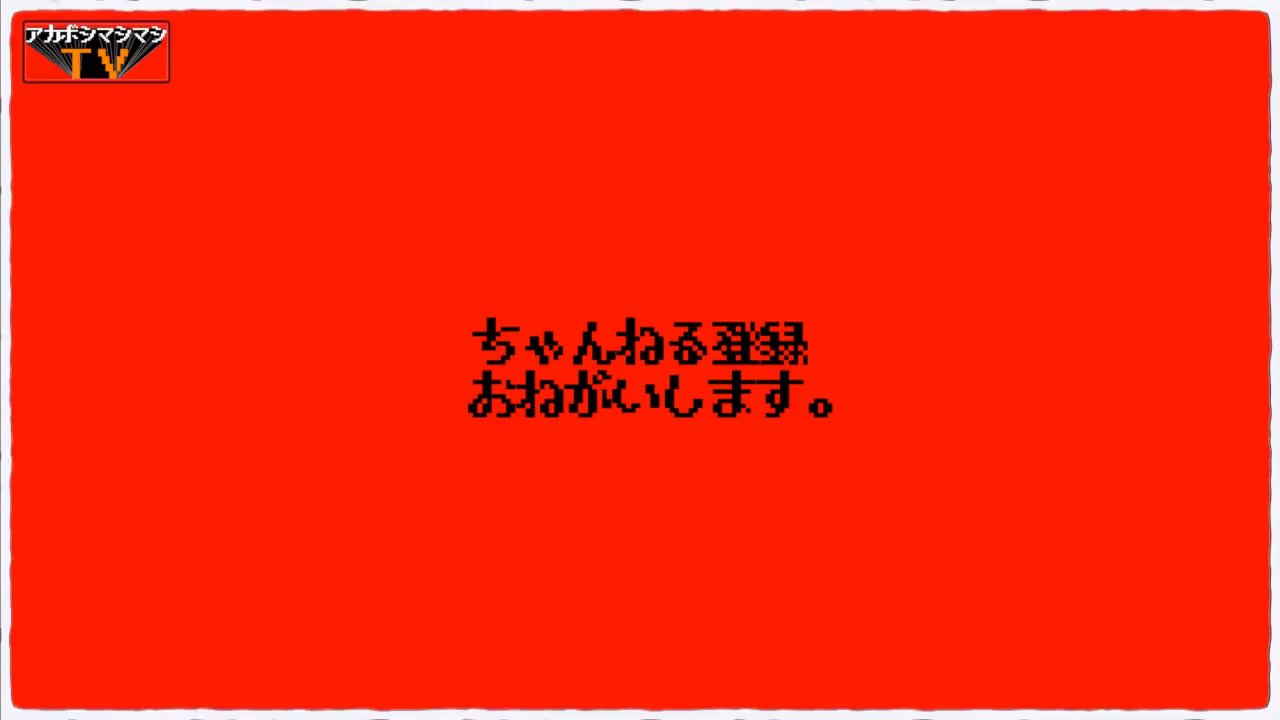 アカボシマシマシ
TV
ちゃんねる登録
おねがいします。